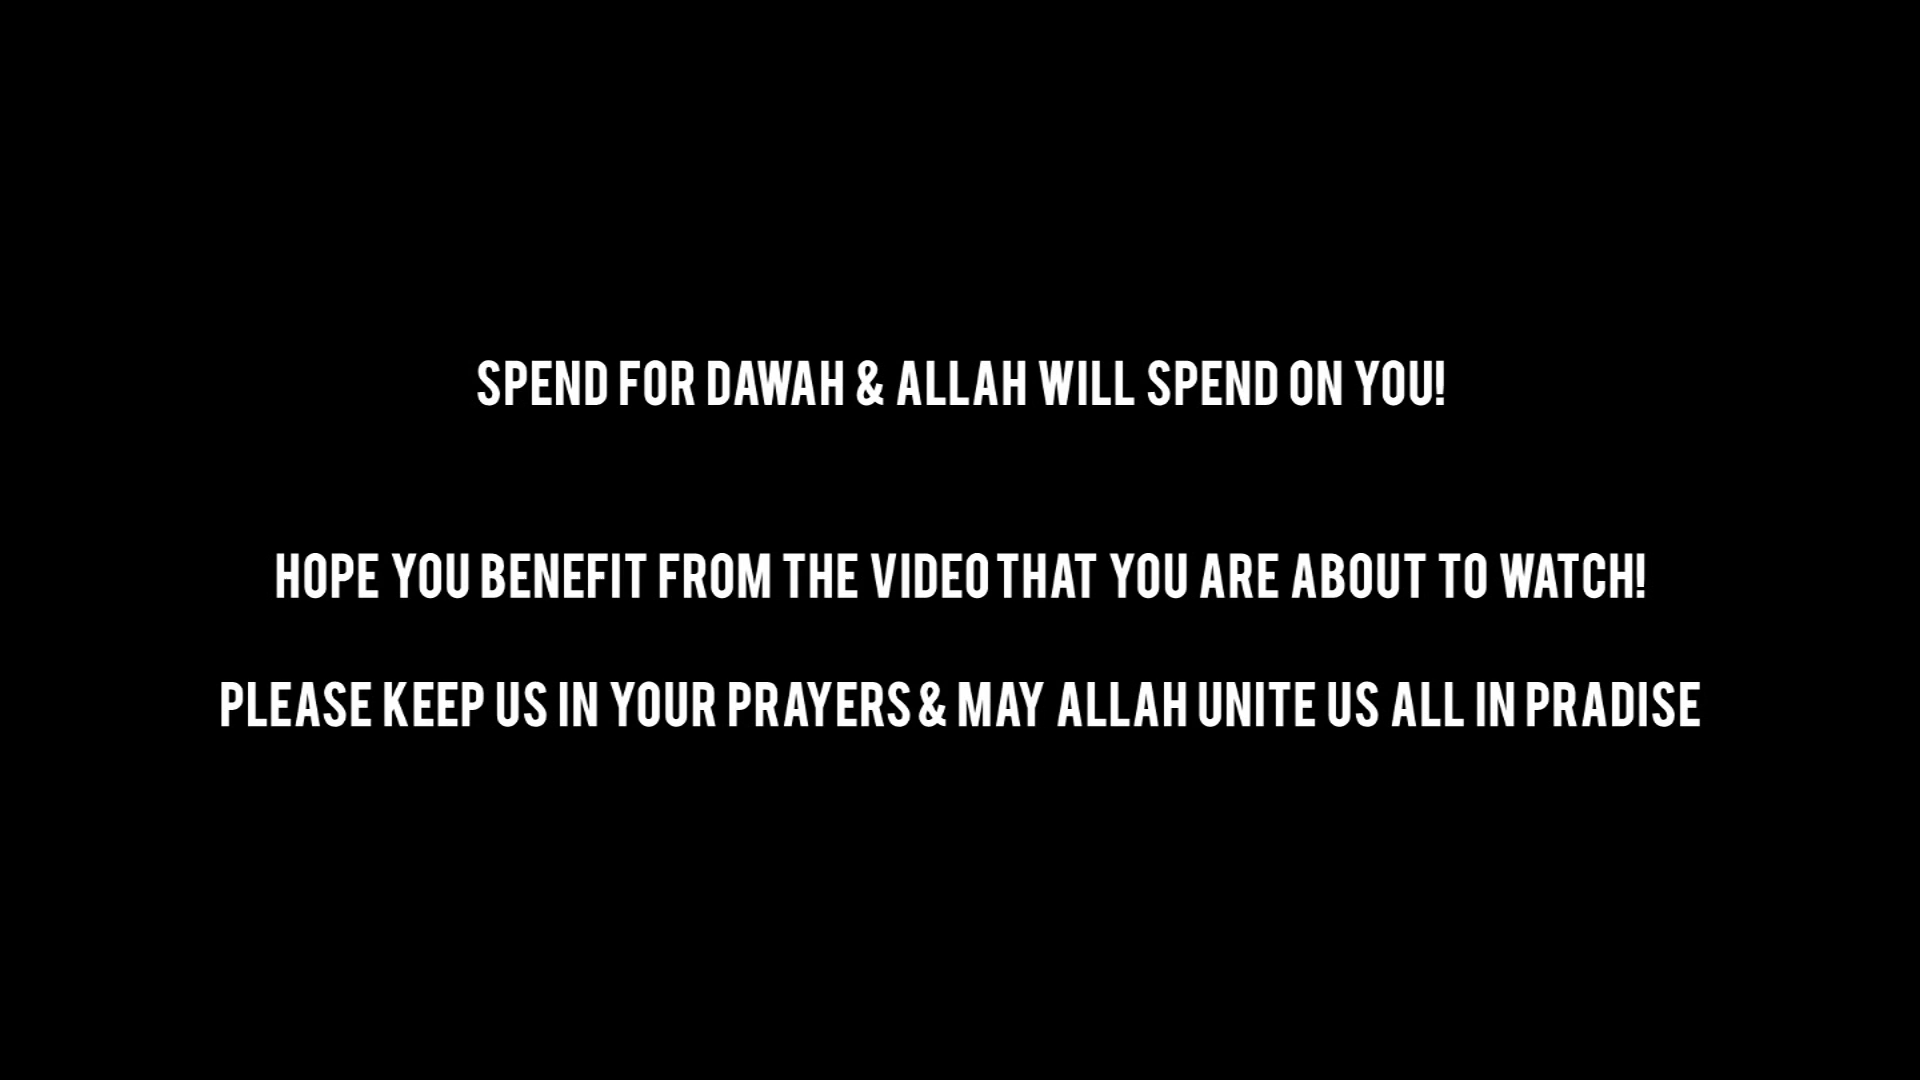 SPEND FOR DAWAH & ALLAH WILL SPEND ON YOU!
HOPE YOU BENEFIT FROM THE VIDEO THAT YOU ARE ABOUT TO WATCH!
PLEASE KEEP US IN YOUR PRAYERS & MAY ALLAH UNITE US ALL IN PRADISE